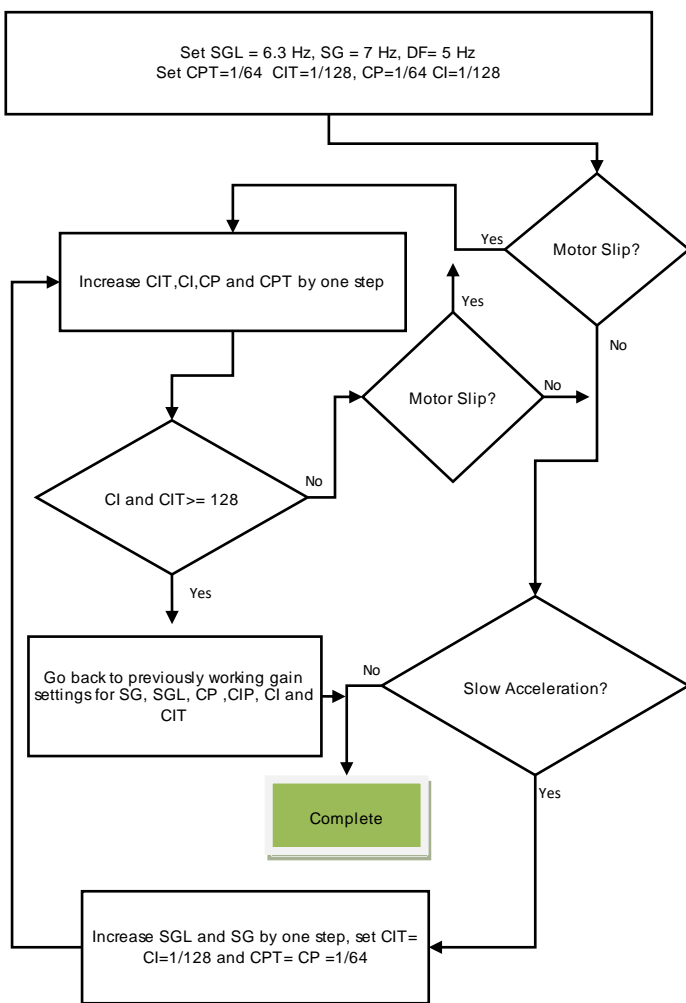 Set SGL = 6.3 Hz, SG = 7 Hz, DF= 5 Hz
Set CPT=1/64 CIT=1/128, CP=1/64 CI=1/128
Yes
Motor Slip?
Increase CIT,CI,CP and CPT by one step
Yes
No
Motor Slip?
No
No
CI and CIT>= 128
Yes
Go back to previously working gain
settings for SG, SGL, CP ,CIP, CI and
CIT
No
Slow Acceleration?
Yes
Complete
Increase SGL and SG by one step, set CIT=
CI=1/128 and CPT= CP =1/64